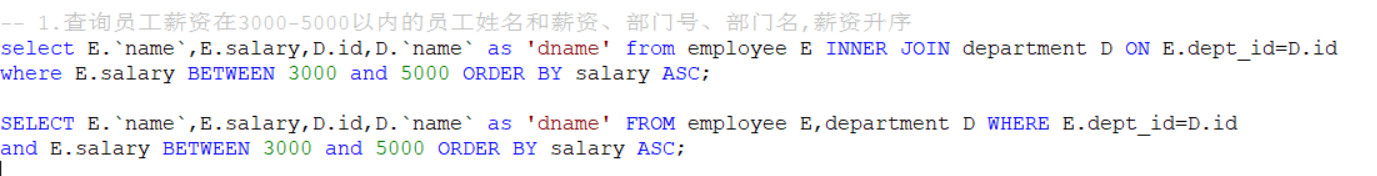 -- 1.查询员工薪资在3000-5000以内的员工姓名和薪资、部门号、部门名,薪资升序
select E.`name`,E.salary,D.id,D.`name` as 'dname' from employee E INNER JOIN department D ON E.dept_id=D.id
where E.salary BETWEEN 3000 and 5000 ORDER BY salary ASC;
SELECT E.`name`,E.salary,D.id,D.`name` as 'dname' FROM employee E,department D WHERE E.dept_id=D.id
and E.salary BETWEEN 3000 and 5000 ORDER BY salary ASC;